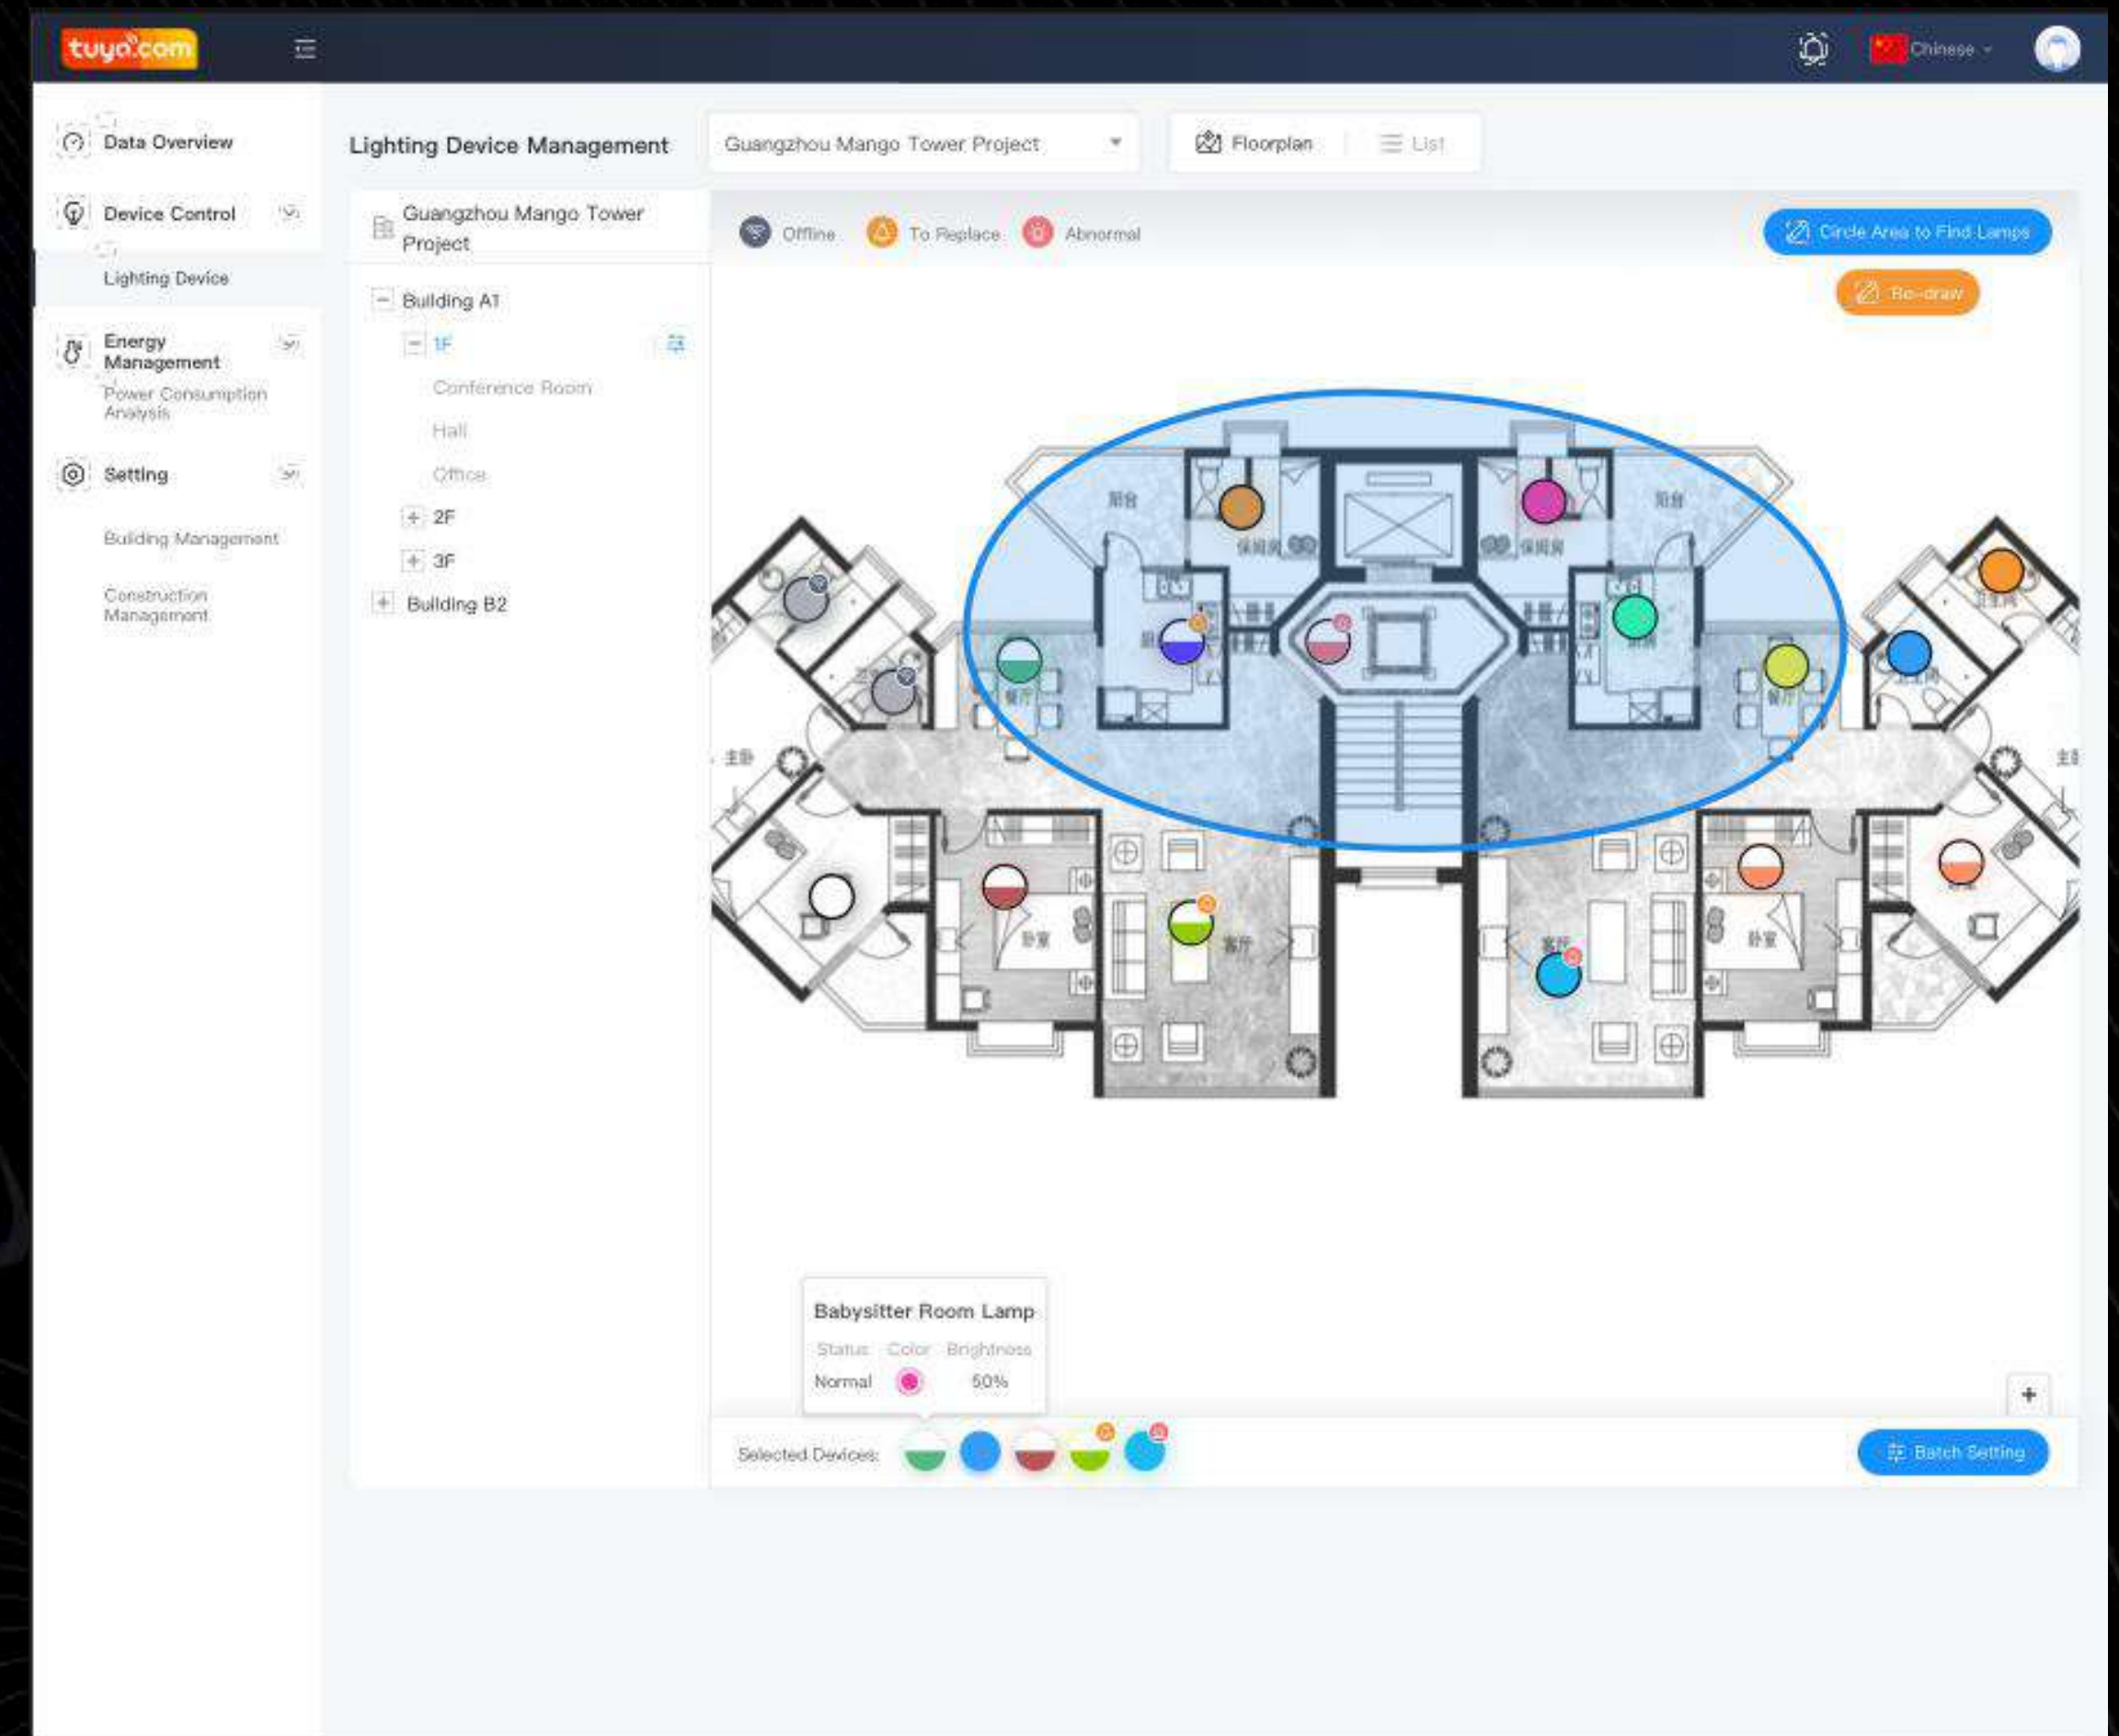 tuya.com
Chinese
Data Overview
Device Control
Lighting Device
Energy
Management
Power Consumption
Analysis
Setting
Building Management
Construction
Management
Lighting Device Management
Guangzhou Mango Tower Project
Floorplan
List
Guangzhou Mango Tower
Project
Building A1
1F
Conference Room
Hall
Office
2F
3F
Building B2
Offline
To Replace
Abnormal
Circle Area to Find Lamps
Re-draw
阳台
阳台
保姆房
保姆房
卫生间
餐厅
餐厅
主卧
卧室
客厅
客厅
卧室
Babysitter Room Lamp
Status Color Brightness
Normal 50%
Selected Devices:
Batch Setting